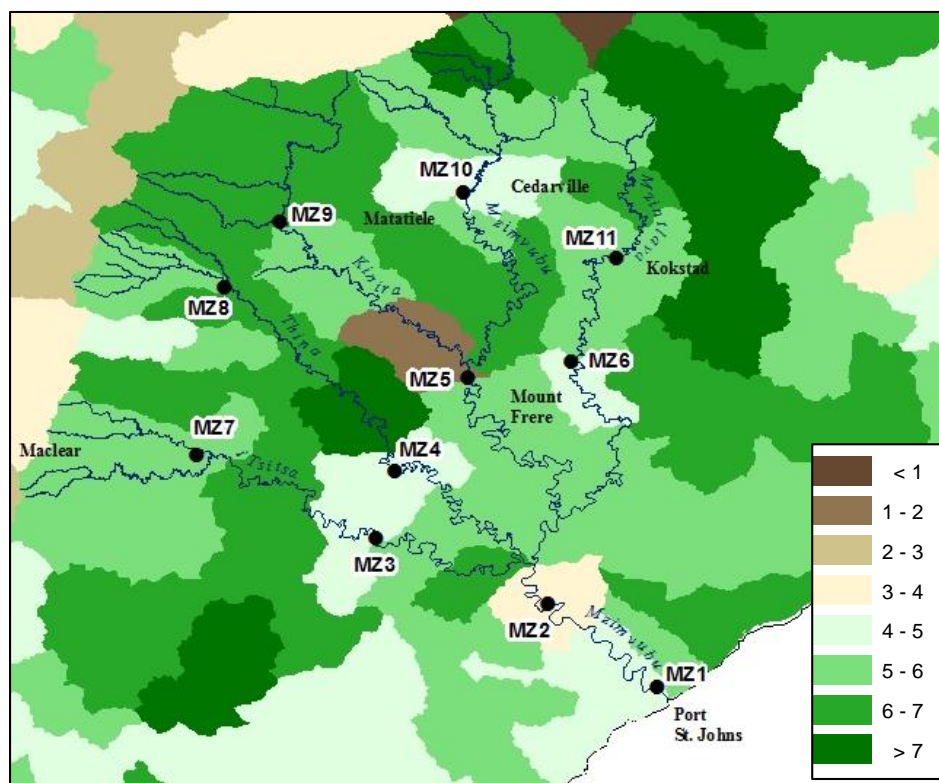 MZ10
Cedarville
MZ9
Matatiele
Mzimvubu
Mzintlava
MZ11
Kokstad
Kinira
MZ8
Thina
MZ5
MZ6
Mount
Frere
MZ7
Maclear
Tsitsa
MZ4
MZ3
MZ2
Mzimvubu
MZ1
Port
St. Johns
< 1
1 - 2
2 - 3
3 - 4
4 - 5
5 - 6
6 - 7
> 7